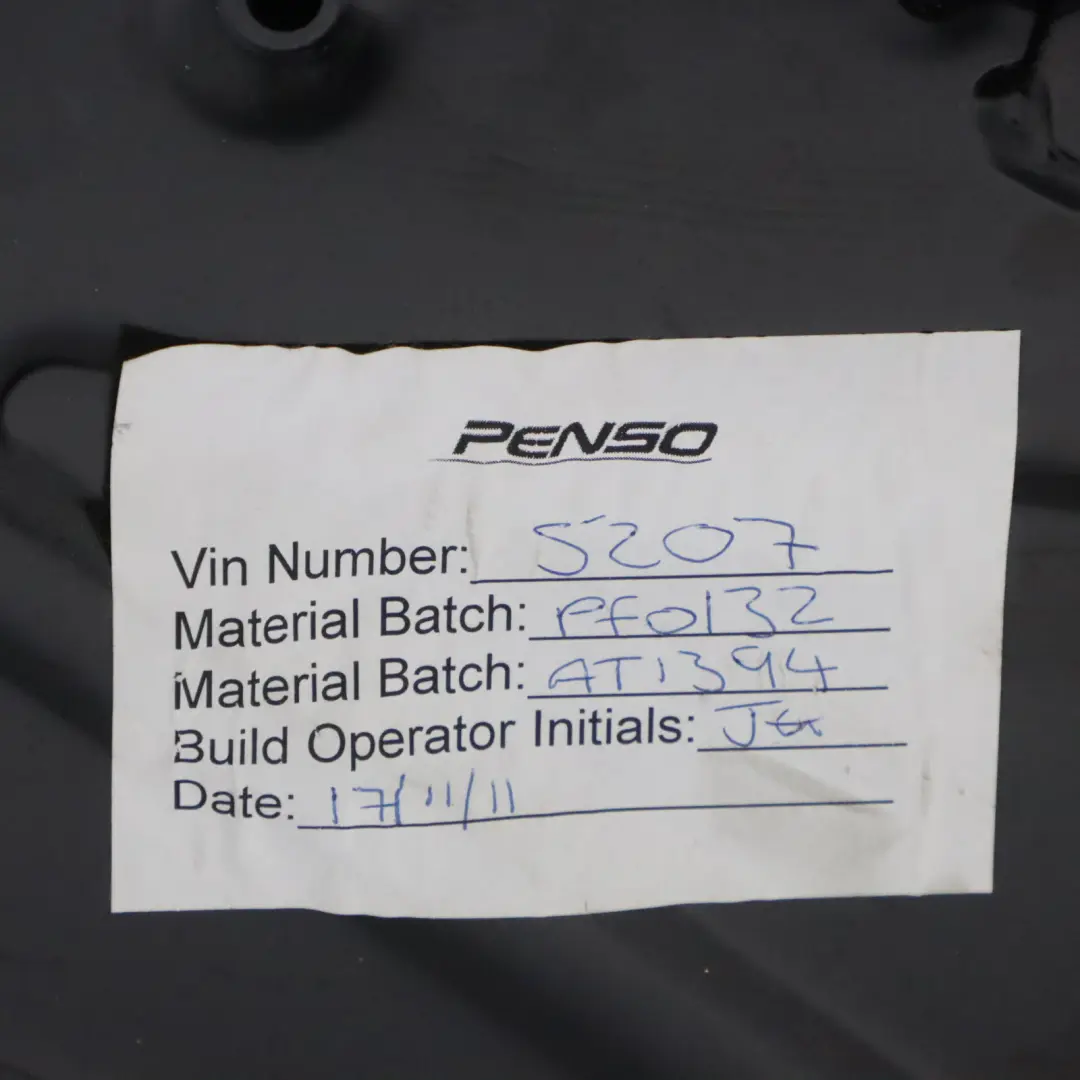 PENSO
Vin Number: 5207
Material Batch: PF0132
Material Batch: AT1394
Build Operator Initials: JG
Date: 17/11/11